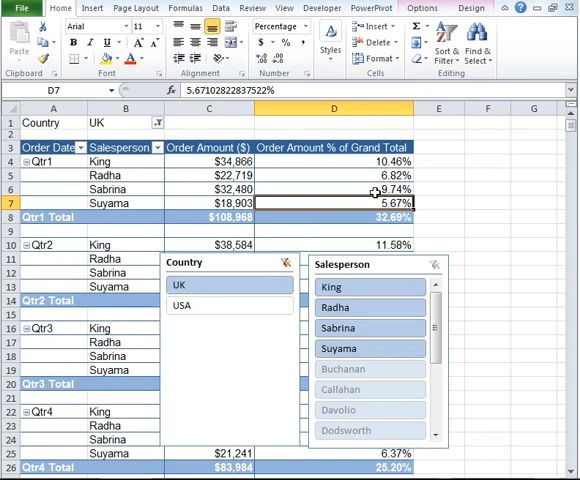 File Home Insert Page La Formulas Data Review View Developer PowerPivot Options Design
Paste Arial 11 Percentage Styles Insert Delete Format Sort & Filter Find & Select
Clipboard Font Alignment Number Cells Editing
D7 fx 5.67102822837522%
A B C D E F G
1 Country UK
2
3 Order Date Salesperson Order Amount ($) Order Amount % of Grand Total
4 Qtr1 King $34,866 10.46%
5 Radha $22,719 6.82%
6 Sabrina $32,480 9.74%
7 Suyama $18,903 5.67%
8 Qtr1 Total $108,968 32.69%
9
10 Qtr2 King $38,584 11.58%
11 Radha
12 Sabrina
13 Suyama
14 Qtr2 Total
15
16 Qtr3 King
17 Radha
18 Sabrina
19 Suyama
20 Qtr3 Total
21
22 Qtr4 King
23 Radha
24 Sabrina
25 Suyama $21,241 6.37%
26 Qtr4 Total $83,984 25.20%
Country
UK
USA
Salesperson
King
Radha
Sabrina
Suyama
Buchanan
Callahan
Davolio
Dodsworth